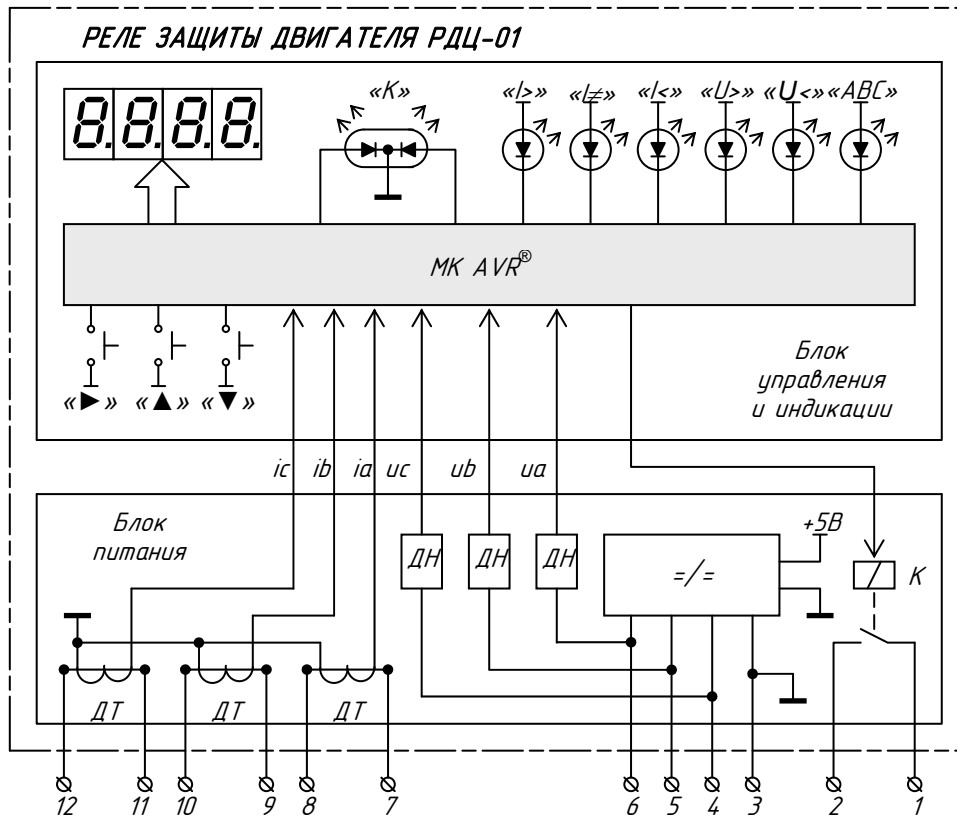 РЕЛЕ ЗАЩИТЫ ДВИГАТЕЛЯ РДЦ-01
8.8.8.8.
«К»
«I>» «I≠» «I<» «U>» «U<» «ABC»
МК AVR®
«►» «▲» «▼»
Блок
управления
и индикации
ic ib ia uc ub ua
Блок
питания
ДН ДН ДН
=/=
+5В
К
ДТ ДТ ДТ
12 11 10 9 8 7 6 5 4 3 2 1